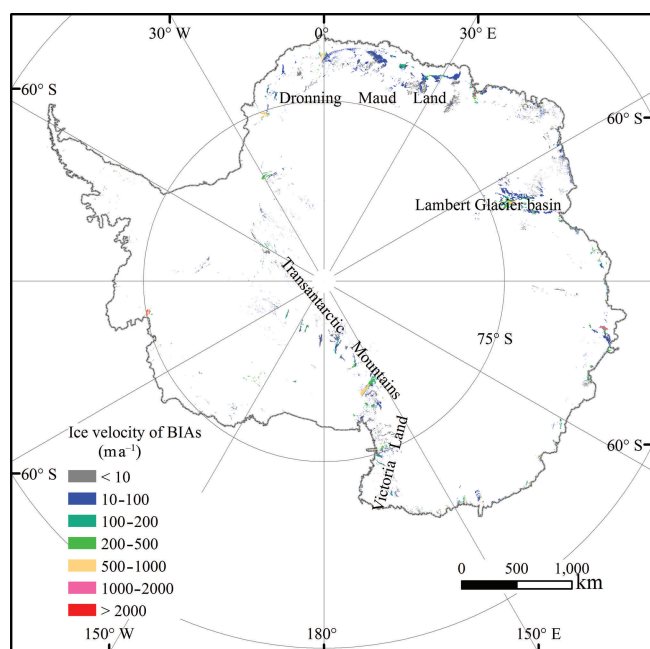 30° W
0°
30° E
60° S
60° S
Dronning Maud Land
Lambert Glacier basin
Transantarctic
Mountains
75° S
Victoria Land
60° S
60° S
Ice velocity of BIAs
(m a⁻¹)
< 10
10–100
100–200
200–500
500–1000
1000–2000
> 2000
0 500 1,000
km
150° W
180°
150° E